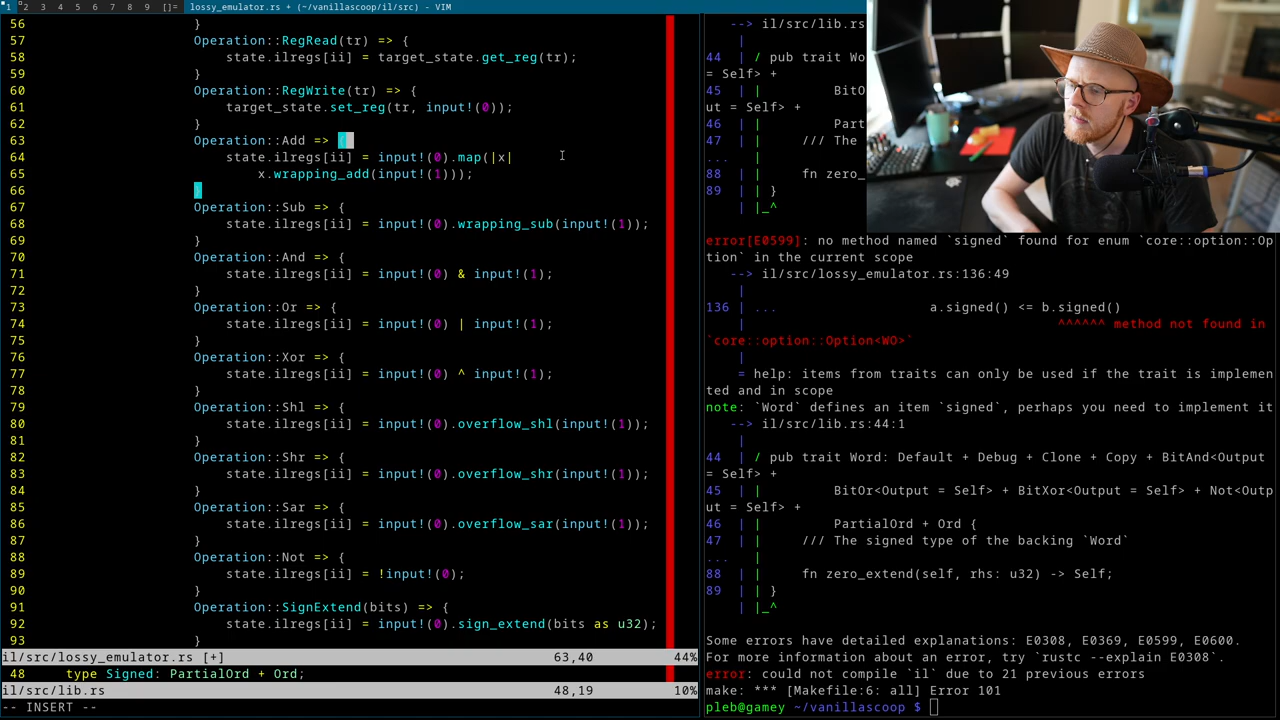 1 2 3 4 5 6 7 8 9 []= lossy_emulator.rs + (~/vanillascoop/il/src) - VIM
56 }
57 Operation::RegRead(tr) => {
58 state.ilregs[ii] = target_state.get_reg(tr);
59 }
60 Operation::RegWrite(tr) => {
61 target_state.set_reg(tr, input!(0));
62 }
63 Operation::Add => {
64 state.ilregs[ii] = input!(0).map(|x|
65 x.wrapping_add(input!(1)));
66 }
67 Operation::Sub => {
68 state.ilregs[ii] = input!(0).wrapping_sub(input!(1));
69 }
70 Operation::And => {
71 state.ilregs[ii] = input!(0) & input!(1);
72 }
73 Operation::Or => {
74 state.ilregs[ii] = input!(0) | input!(1);
75 }
76 Operation::Xor => {
77 state.ilregs[ii] = input!(0) ^ input!(1);
78 }
79 Operation::Shl => {
80 state.ilregs[ii] = input!(0).overflow_shl(input!(1));
81 }
82 Operation::Shr => {
83 state.ilregs[ii] = input!(0).overflow_shr(input!(1));
84 }
85 Operation::Sar => {
86 state.ilregs[ii] = input!(0).overflow_sar(input!(1));
87 }
88 Operation::Not => {
89 state.ilregs[ii] = !input!(0);
90 }
91 Operation::SignExtend(bits) => {
92 state.ilregs[ii] = input!(0).sign_extend(bits as u32);
93 }
il/src/lossy_emulator.rs [+] 63,40 44%
48 type Signed: PartialOrd + Ord;
il/src/lib.rs 48,19 10%
-- INSERT --
--> il/src/lib.rs
|
44 | / pub trait Wo
= Self> +
45 | | BitO
ut = Self> +
46 | | Part
47 | | /// The
... |
88 | | fn zero_
89 | | }
| |_^
error[E0599]: no method named `signed` found for enum `core::option::Op
tion` in the current scope
--> il/src/lossy_emulator.rs:136:49
|
136 | ... a.signed() <= b.signed()
| ^^^^^^ method not found in
`core::option::Option<WO>`
|
= help: items from traits can only be used if the trait is implemen
ted and in scope
note: `Word` defines an item `signed`, perhaps you need to implement it
--> il/src/lib.rs:44:1
|
44 | / pub trait Word: Default + Debug + Clone + Copy + BitAnd<Output
= Self> +
45 | | BitOr<Output = Self> + BitXor<Output = Self> + Not<Outp
ut = Self> +
46 | | PartialOrd + Ord {
47 | | /// The signed type of the backing `Word`
... |
88 | | fn zero_extend(self, rhs: u32) -> Self;
89 | | }
| |_^
Some errors have detailed explanations: E0308, E0369, E0599, E0600.
For more information about an error, try `rustc --explain E0308`.
error: could not compile `il` due to 21 previous errors
make: *** [Makefile:6: all] Error 101
pleb@gamey ~/vanillascoop $